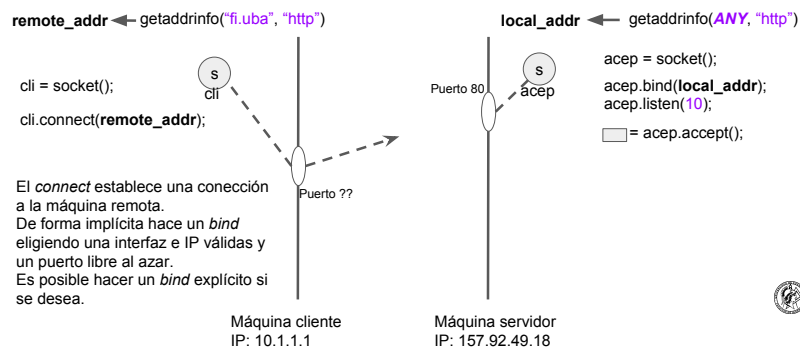 remote_addr getaddrinfo(“fi.uba”, “http”)
local_addr getaddrinfo(ANY, “http”)
s
cli
cli = socket();
cli.connect(remote_addr);
Puerto 80
s
acep
acep = socket();
acep.bind(local_addr);
acep.listen(10);
= acep.accept();
Puerto ??
El connect establece una conección
a la máquina remota.
De forma implícita hace un bind
eligiendo una interfaz e IP válidas y
un puerto libre al azar.
Es posible hacer un bind explícito si
se desea.
Máquina cliente
IP: 10.1.1.1
Máquina servidor
IP: 157.92.49.18